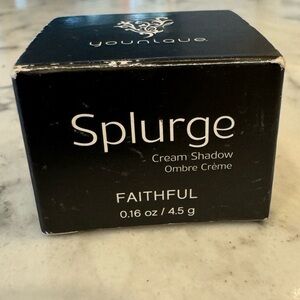 younique
Splurge
Cream Shadow
Ombre Crème
FAITHFUL
0.16 oz / 4.5 g